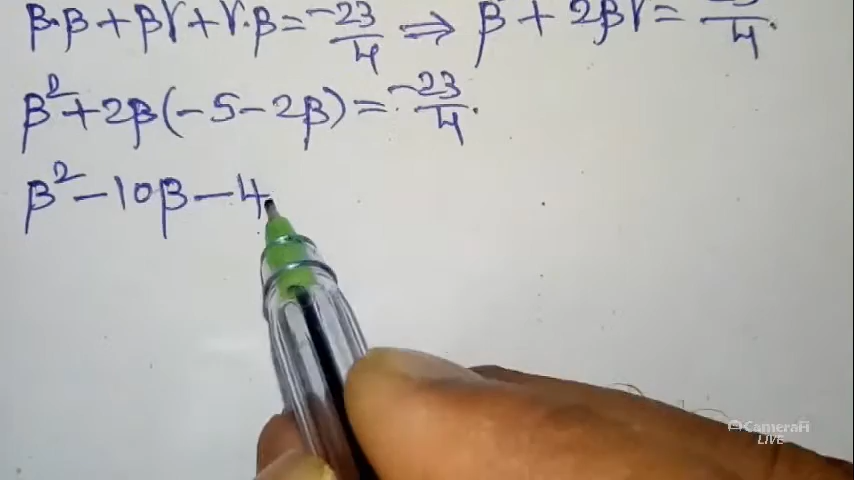 β·β + βγ + γ·β = -23/4 ⇒ β² + 2βγ = -23/4.
β² + 2β(-5 - 2β) = -23/4.
β² - 10β - 4
CameraFi
LIVE